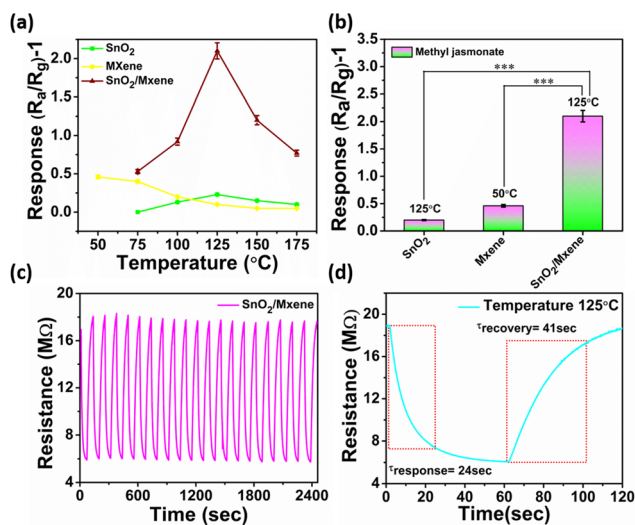 (a)
SnO2
MXene
SnO2/Mxene
Response (Ra/Rg)-1
2.0
1.5
1.0
0.5
0.0
50 75 100 125 150 175
Temperature (°C)
(b)
Methyl jasmonate
***
***
125°C
50°C
125°C
Response (Ra/Rg)-1
3.5
3.0
2.5
2.0
1.5
1.0
0.5
0.0
SnO2 Mxene SnO2/Mxene
(c)
SnO2/Mxene
Resistance (MΩ)
20
16
12
8
4
0 600 1200 1800 2400
Time (sec)
(d)
Temperature 125°C
τrecovery= 41sec
τresponse= 24sec
Resistance (MΩ)
20
16
12
8
4
0 20 40 60 80 100 120
Time(sec)